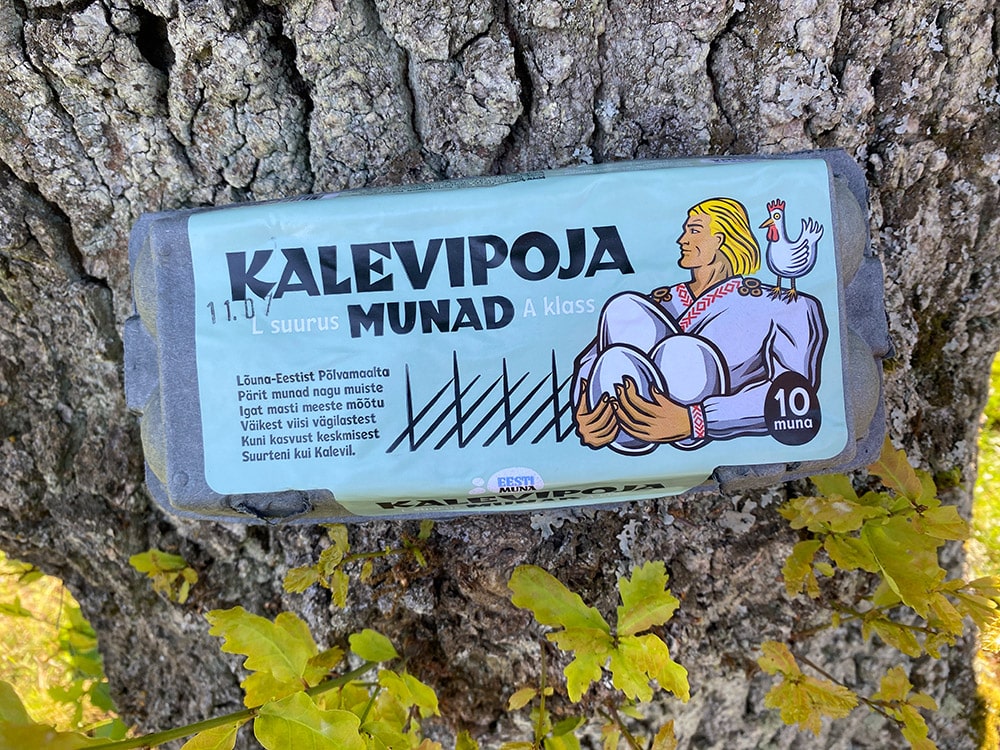 KALEVIPOJA
11.07
L suurus MUNAD A klass
Lõuna-Eestist Põlvamaalta
Pärit munad nagu muiste
Igat masti meeste mõõtu
Väikest viisi vägilastest
Kuni kasvust keskmisest
Suurteni kui Kalevil.
10
muna
EESTI
MUNA
KALEVIPOJA